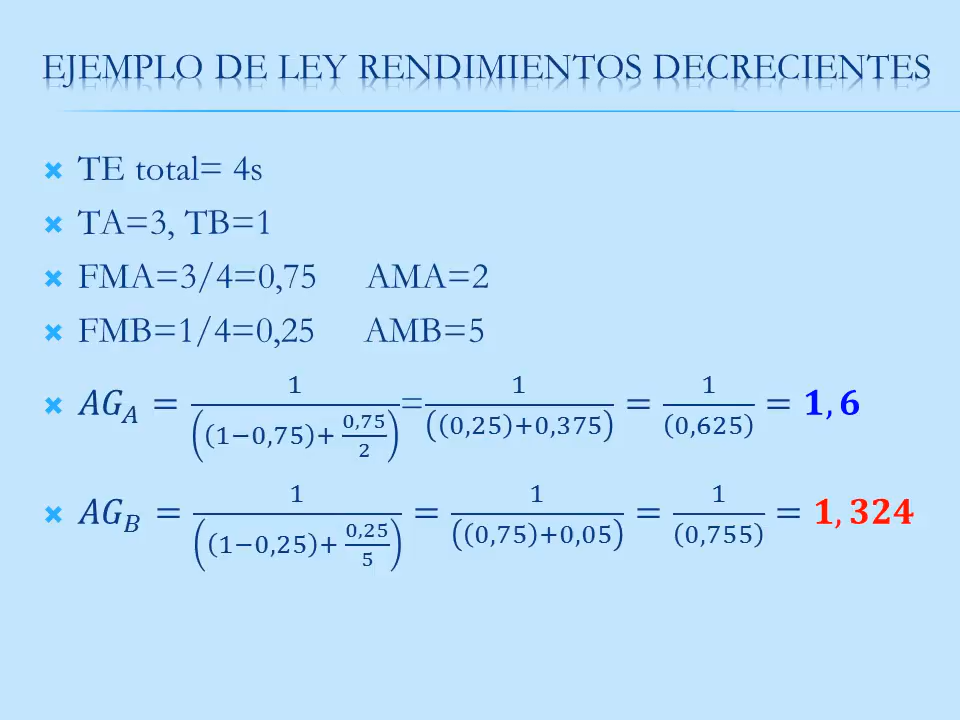 EJEMPLO DE LEY RENDIMIENTOS DECRECIENTES
TE total= 4s
TA=3, TB=1
FMA=3/4=0,75 AMA=2
FMB=1/4=0,25 AMB=5
AG_A = 1/((1−0,75)+ 0,75/2) = 1/((0,25)+0,375) = 1/(0,625) = 1,6
AG_B = 1/((1−0,25)+ 0,25/5) = 1/((0,75)+0,05) = 1/(0,755) = 1,324